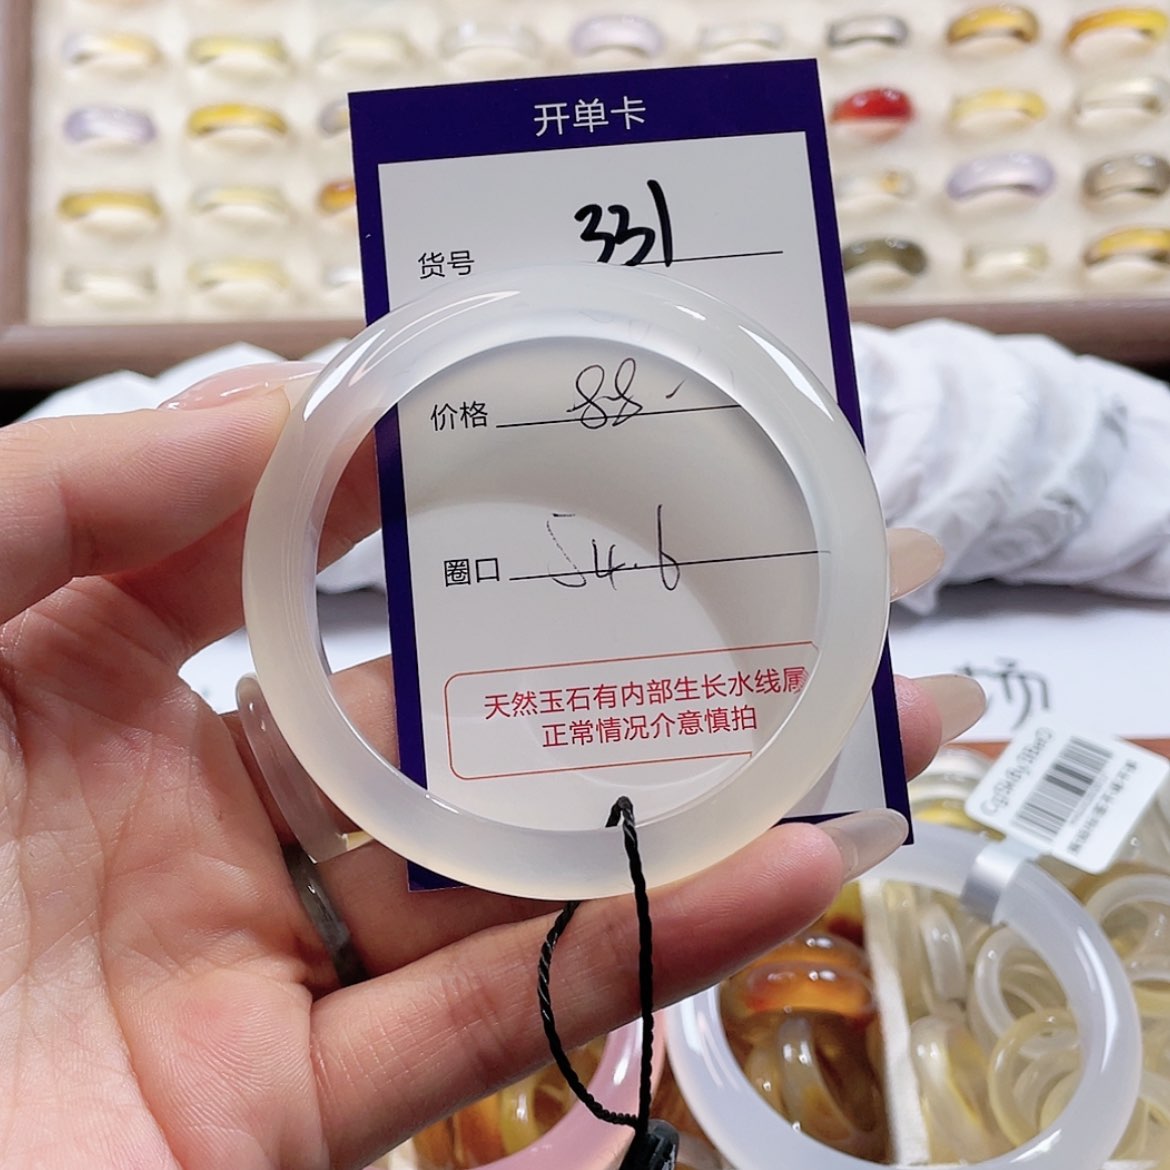 开单卡
货号 331
价格 88.-
圈口 54.6
天然玉石有内部生长水线属
正常情况介意慎拍
坊